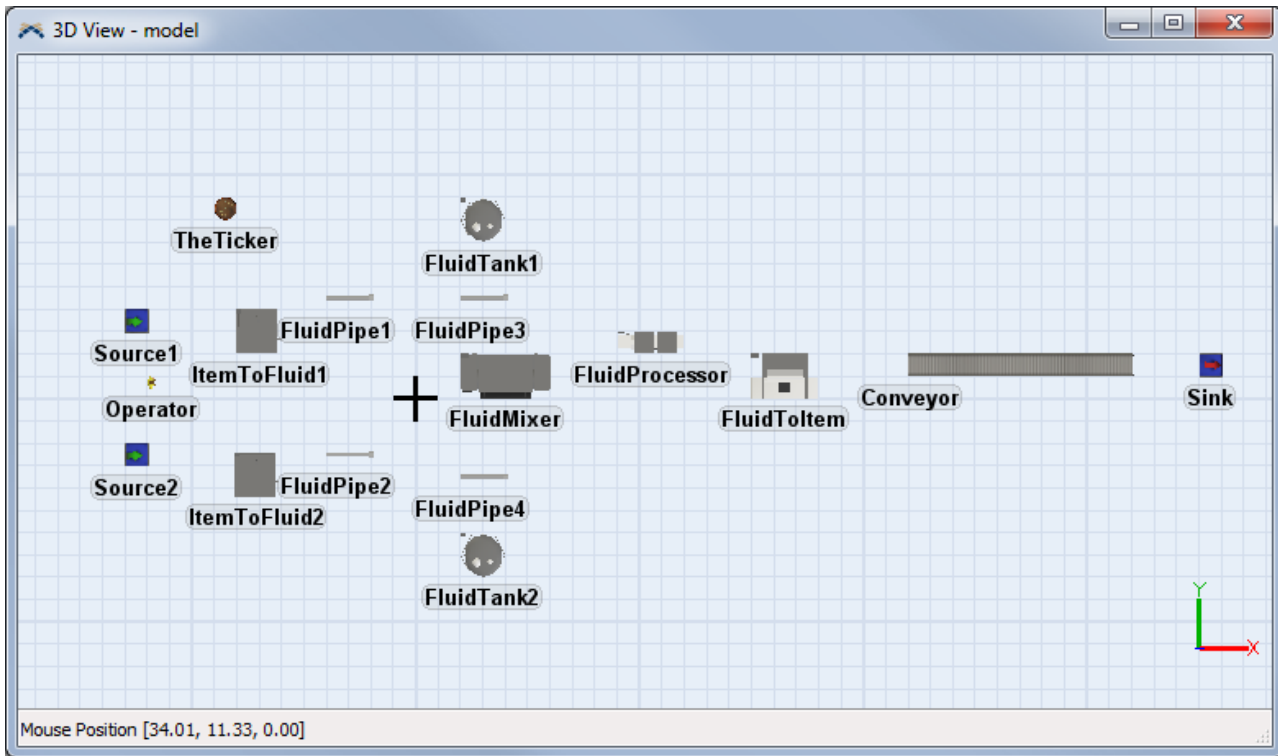 3D View - model
TheTicker
FluidTank1
FluidPipe1
FluidPipe3
Source1
ItemToFluid1
FluidProcessor
Operator
FluidMixer
FluidToItem
Conveyor
Sink
Source2
FluidPipe2
ItemToFluid2
FluidPipe4
FluidTank2
Y
X
Mouse Position [34.01, 11.33, 0.00]